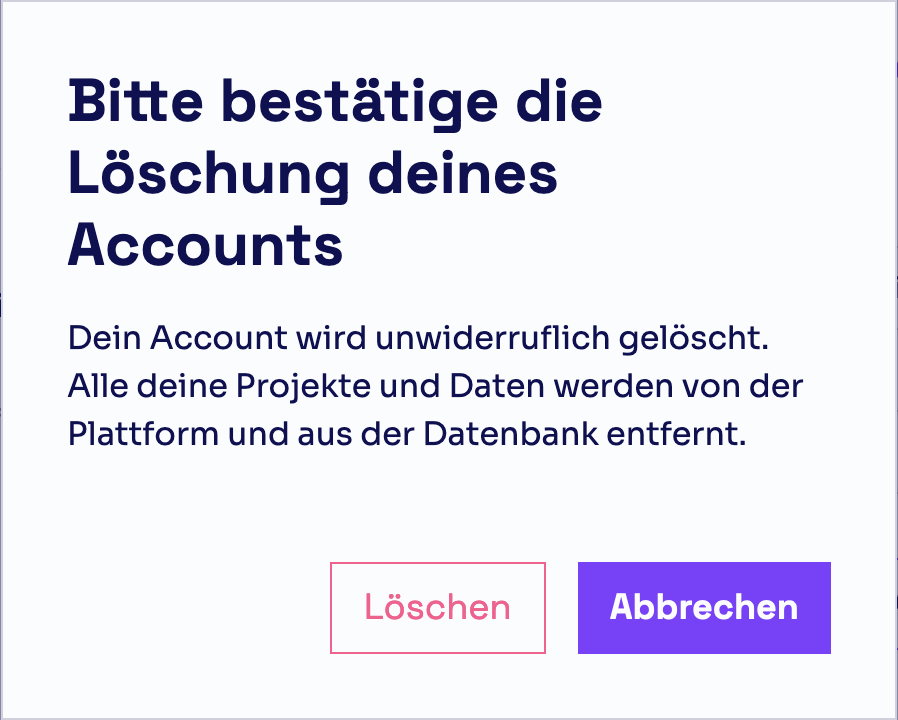 Bitte bestätige die
Löschung deines
Accounts
Dein Account wird unwiderruflich gelöscht.
Alle deine Projekte und Daten werden von der
Plattform und aus der Datenbank entfernt.
Löschen
Abbrechen